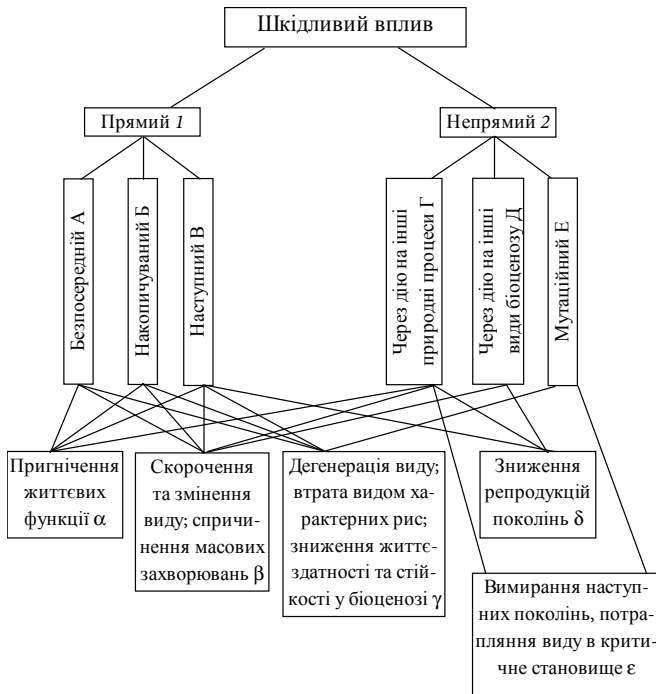 Шкідливий вплив
Прямий 1
Непрямий 2
Безпосередній А
Накопичуваний Б
Наступний В
Через дію на інші
природні процеси Г
Через дію на інші
види біоценозу Д
Мутаційний Е
Пригнічення
життєвих
функції α
Скорочення
та змінення
виду; спричи-
нення масових
захворювань β
Дегенерація виду;
втрата видом ха-
рактерних рис;
зниження життє-
здатності та стій-
кості у біоценозі γ
Зниження
репродукцій
поколінь δ
Вимирання наступ-
них поколінь, потра-
пляння виду в крити-
чне становище ε